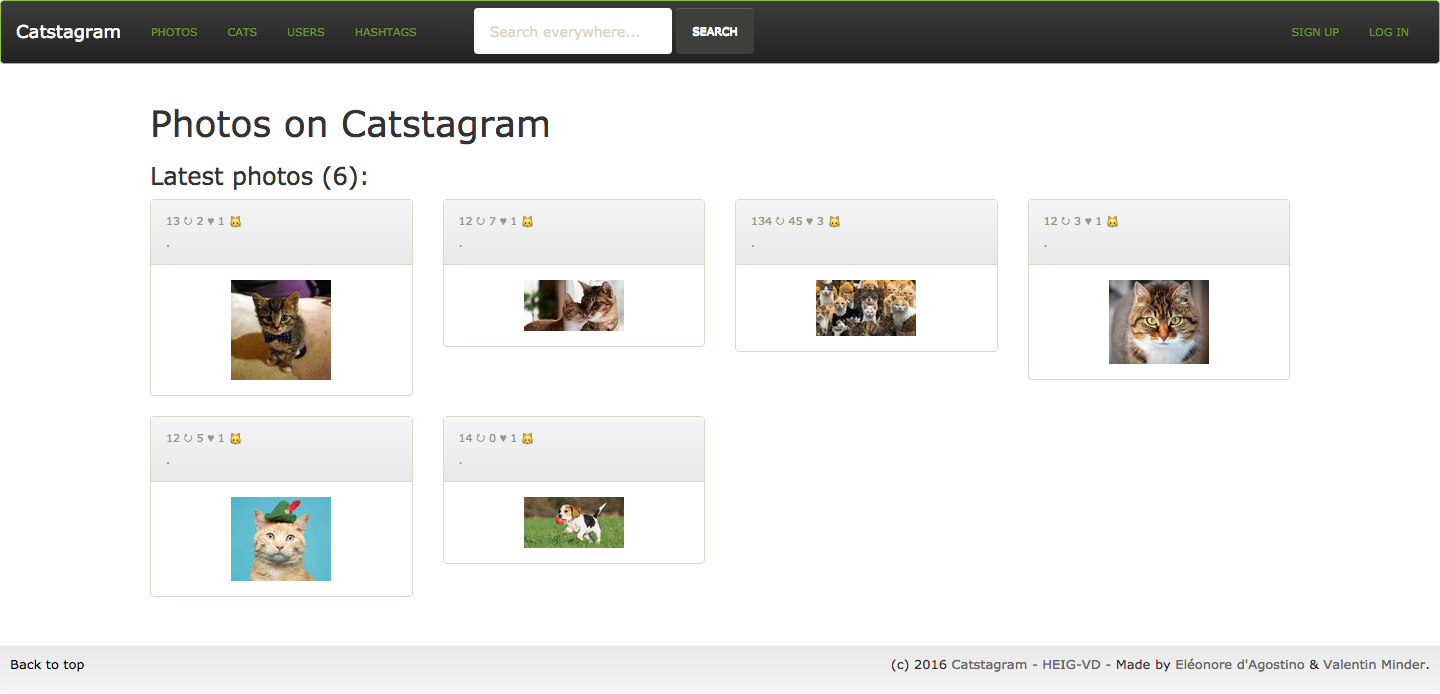 Catstagram PHOTOS CATS USERS HASHTAGS Search everywhere... SEARCH SIGN UP LOG IN
Photos on Catstagram
Latest photos (6):
13 ↻ 2 ♥ 1 🐱
.
12 ↻ 7 ♥ 1 🐱
.
134 ↻ 45 ♥ 3 🐱
.
12 ↻ 3 ♥ 1 🐱
.
12 ↻ 5 ♥ 1 🐱
.
14 ↻ 0 ♥ 1 🐱
.
Back to top (c) 2016 Catstagram - HEIG-VD - Made by Eléonore d'Agostino & Valentin Minder.